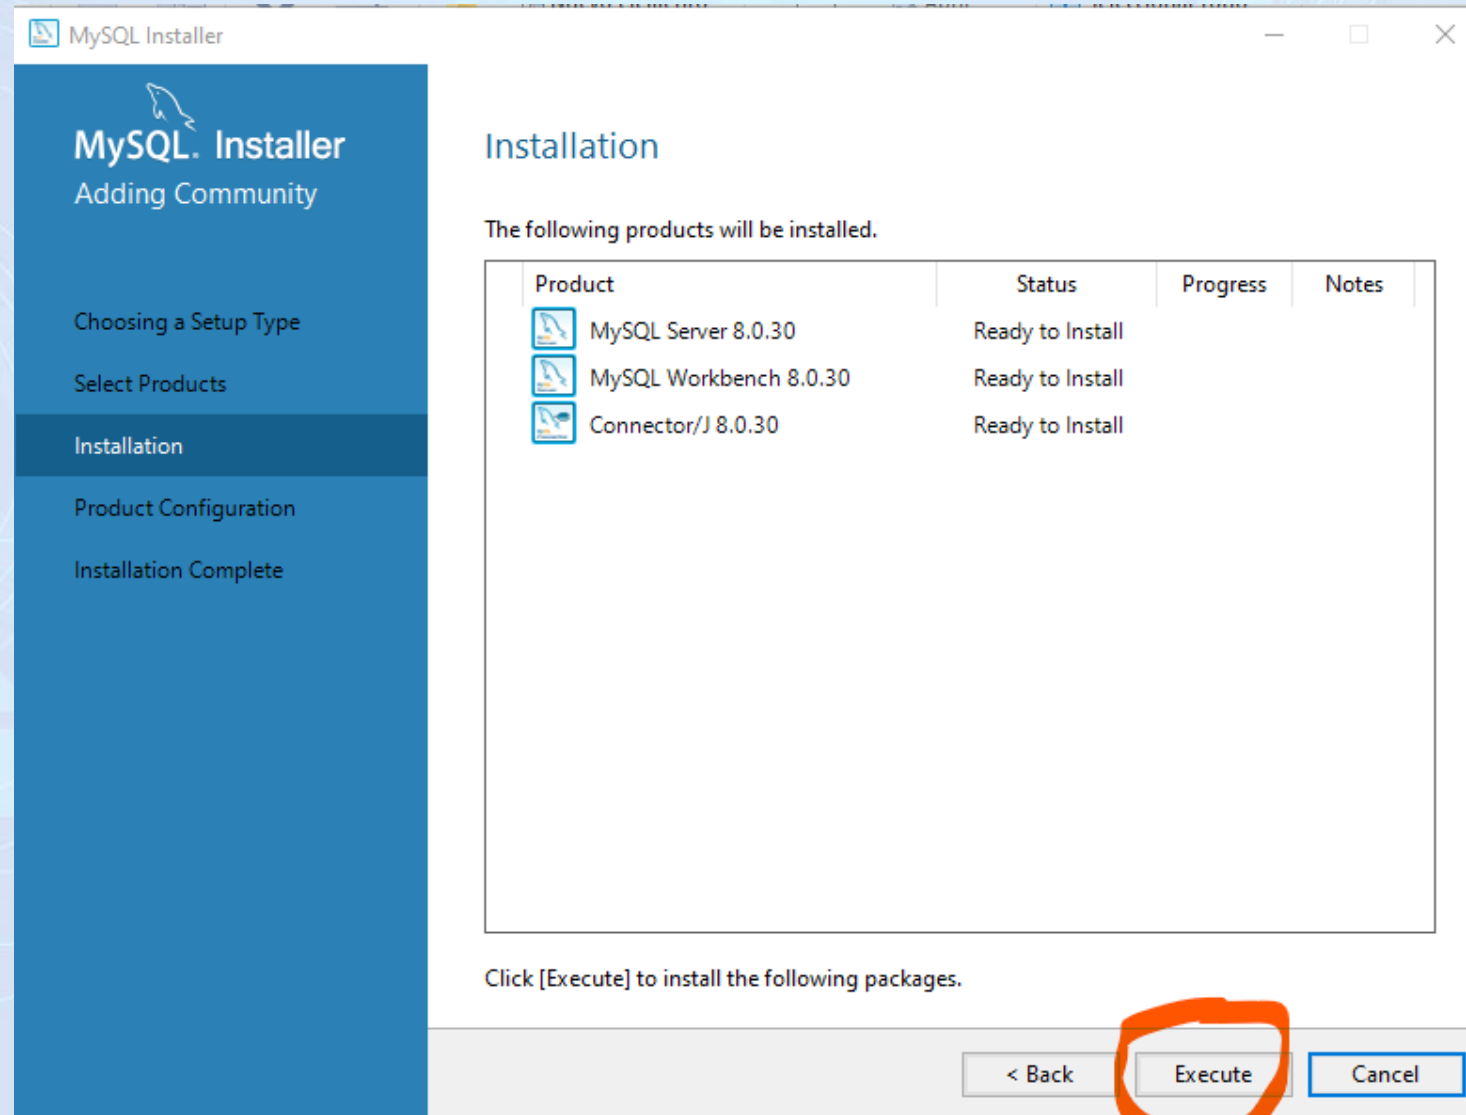 MySQL Installer
MySQL. Installer
Adding Community
Choosing a Setup Type
Select Products
Installation
Product Configuration
Installation Complete
Installation
The following products will be installed.
Product Status Progress Notes
MySQL Server 8.0.30 Ready to Install
MySQL Workbench 8.0.30 Ready to Install
Connector/J 8.0.30 Ready to Install
Click [Execute] to install the following packages.
< Back Execute Cancel